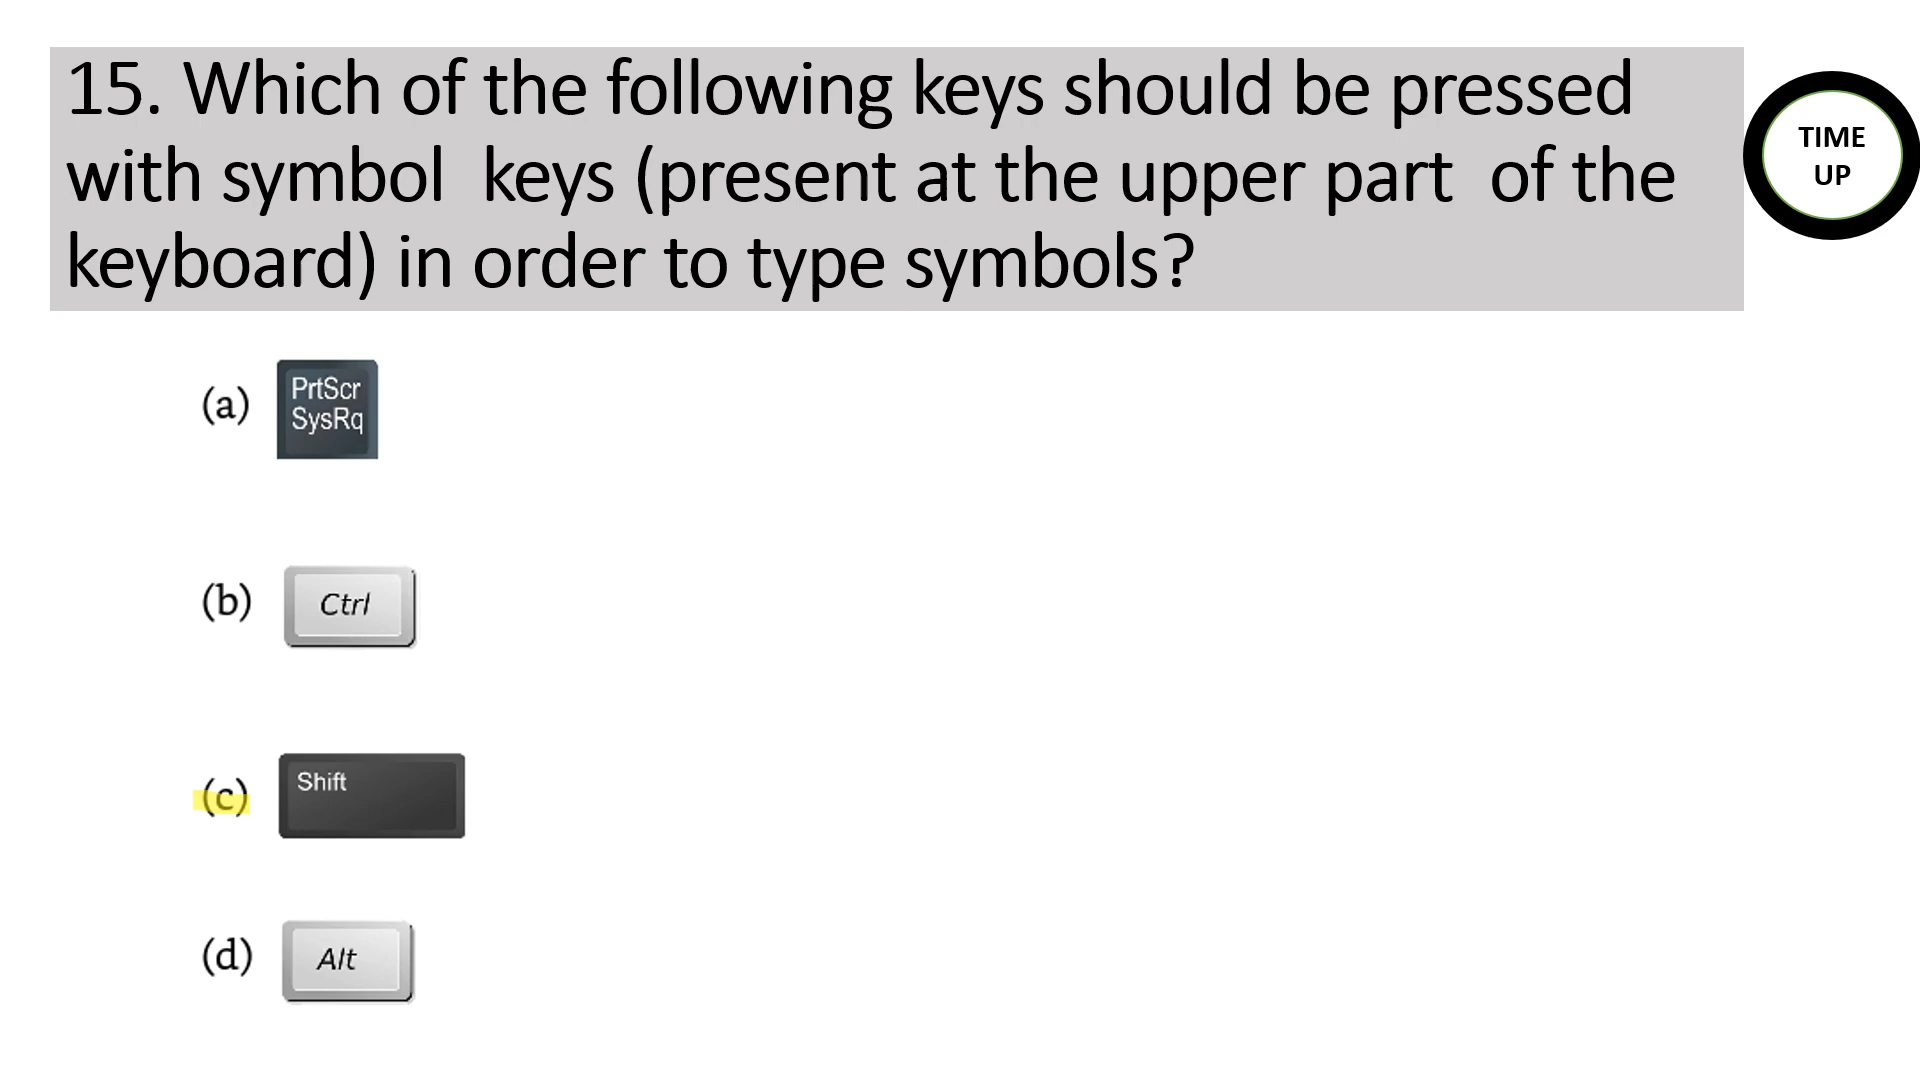 15. Which of the following keys should be pressed
with symbol keys (present at the upper part of the
keyboard) in order to type symbols?
TIME
UP
(a) PrtScr
SysRq
(b) Ctrl
(c) Shift
(d) Alt